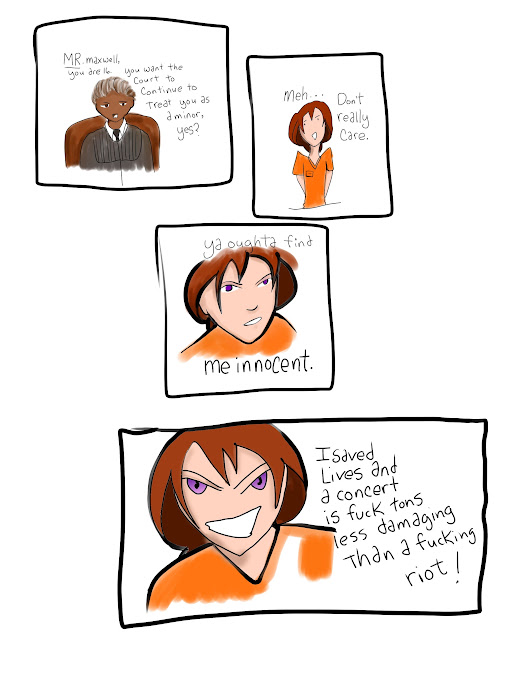 MR. maxwell,
you are 16. you want the
Court to
Continue to
Treat you as
a minor,
yes?
Meh... Don't
really
Care.
ya oughta find
me innocent.
I saved
Lives and
a concert
is fuck tons
less damaging
Than a fucking
riot!